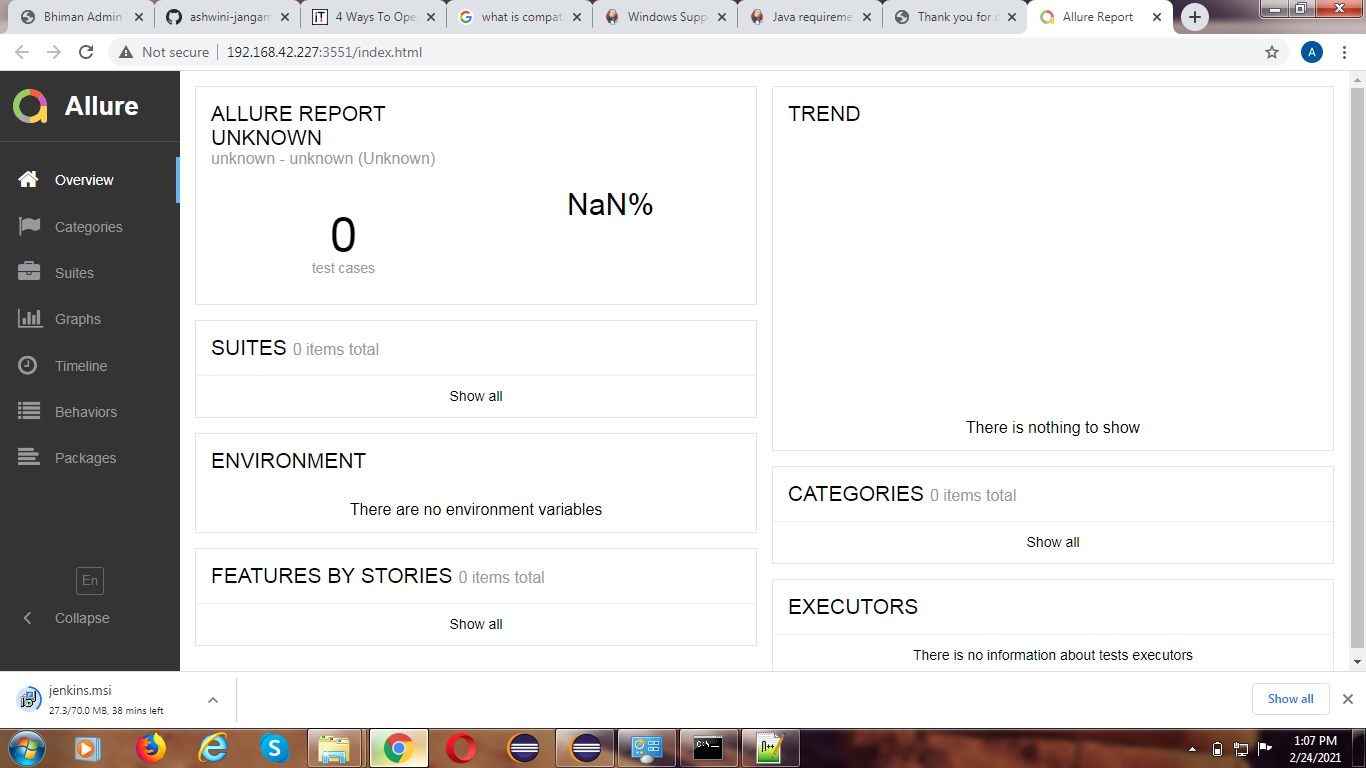 Bhiman Admin
ashwini-jangam
4 Ways To Ope
what is compati
Windows Supp
Java requireme
Thank you for d
Allure Report
Not secure
192.168.42.227:3551/index.html
A
Allure
Overview
Categories
Suites
Graphs
Timeline
Behaviors
Packages
En
Collapse
ALLURE REPORT
UNKNOWN
unknown - unknown (Unknown)
0
test cases
NaN%
SUITES 0 items total
Show all
ENVIRONMENT
There are no environment variables
FEATURES BY STORIES 0 items total
Show all
TREND
There is nothing to show
CATEGORIES 0 items total
Show all
EXECUTORS
There is no information about tests executors
jenkins.msi
27.3/70.0 MB, 38 mins left
Show all
1:07 PM
2/24/2021